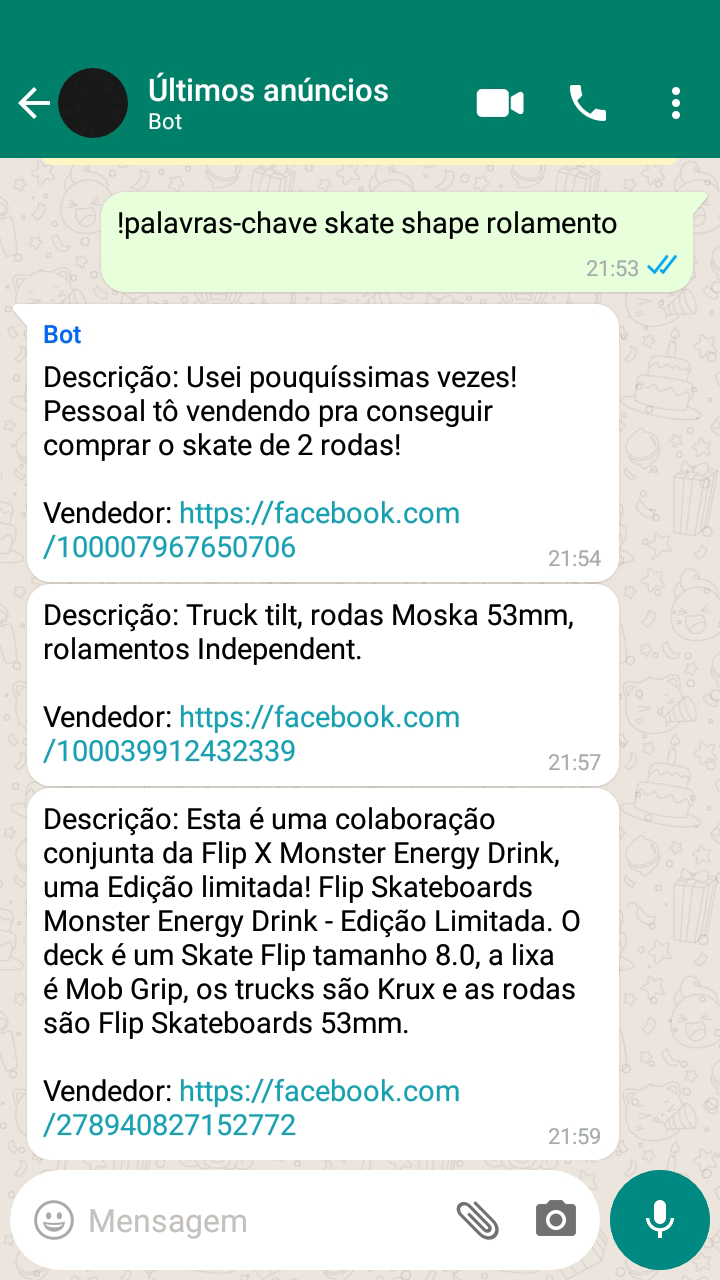 Últimos anúncios
Bot
!palavras-chave skate shape rolamento
21:53
Bot
Descrição: Usei pouquíssimas vezes!
Pessoal tô vendendo pra conseguir
comprar o skate de 2 rodas!
Vendedor: https://facebook.com
/100007967650706
21:54
Descrição: Truck tilt, rodas Moska 53mm,
rolamentos Independent.
Vendedor: https://facebook.com
/100039912432339
21:57
Descrição: Esta é uma colaboração
conjunta da Flip X Monster Energy Drink,
uma Edição limitada! Flip Skateboards
Monster Energy Drink - Edição Limitada. O
deck é um Skate Flip tamanho 8.0, a lixa
é Mob Grip, os trucks são Krux e as rodas
são Flip Skateboards 53mm.
Vendedor: https://facebook.com
/278940827152772
21:59
Mensagem